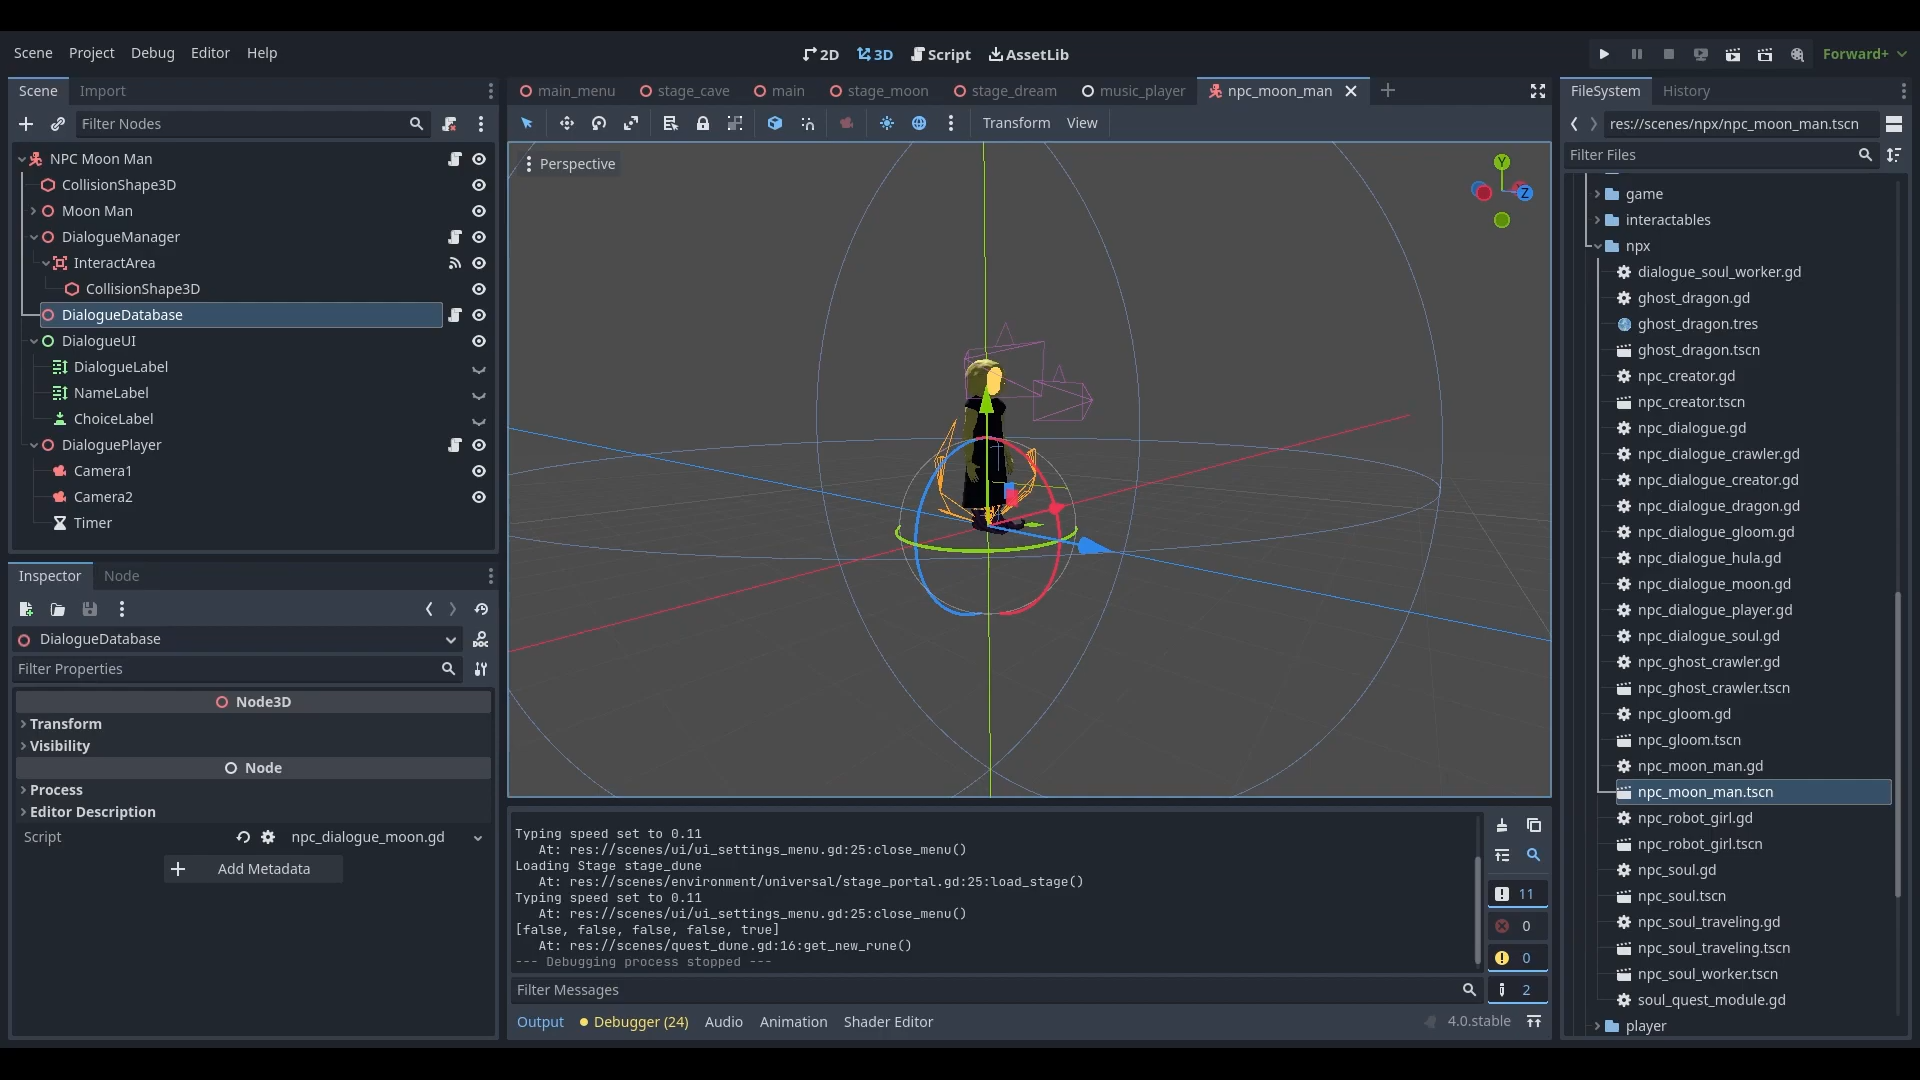 Scene Project Debug Editor Help
2D 3D Script AssetLib
Forward+
Scene Import
Filter Nodes
NPC Moon Man
CollisionShape3D
Moon Man
DialogueManager
InteractArea
CollisionShape3D
DialogueDatabase
DialogueUI
DialogueLabel
NameLabel
ChoiceLabel
DialoguePlayer
Camera1
Camera2
Timer
Inspector Node
DialogueDatabase
Filter Properties
Node3D
Transform
Visibility
Node
Process
Editor Description
Script npc_dialogue_moon.gd
Add Metadata
main_menu stage_cave main stage_moon stage_dream music_player npc_moon_man
Transform View
Perspective
Y
Z
Typing speed set to 0.11
At: res://scenes/ui/ui_settings_menu.gd:25:close_menu()
Loading Stage stage_dune
At: res://scenes/environment/universal/stage_portal.gd:25:load_stage()
Typing speed set to 0.11
At: res://scenes/ui/ui_settings_menu.gd:25:close_menu()
[false, false, false, false, true]
At: res://scenes/quest_dune.gd:16:get_new_rune()
--- Debugging process stopped ---
11
0
0
2
Filter Messages
Output Debugger (24) Audio Animation Shader Editor
4.0.stable
FileSystem History
res://scenes/npx/npc_moon_man.tscn
Filter Files
game
interactables
npx
dialogue_soul_worker.gd
ghost_dragon.gd
ghost_dragon.tres
ghost_dragon.tscn
npc_creator.gd
npc_creator.tscn
npc_dialogue.gd
npc_dialogue_crawler.gd
npc_dialogue_creator.gd
npc_dialogue_dragon.gd
npc_dialogue_gloom.gd
npc_dialogue_hula.gd
npc_dialogue_moon.gd
npc_dialogue_player.gd
npc_dialogue_soul.gd
npc_ghost_crawler.gd
npc_ghost_crawler.tscn
npc_gloom.gd
npc_gloom.tscn
npc_moon_man.gd
npc_moon_man.tscn
npc_robot_girl.gd
npc_robot_girl.tscn
npc_soul.gd
npc_soul.tscn
npc_soul_traveling.gd
npc_soul_traveling.tscn
npc_soul_worker.tscn
soul_quest_module.gd
player